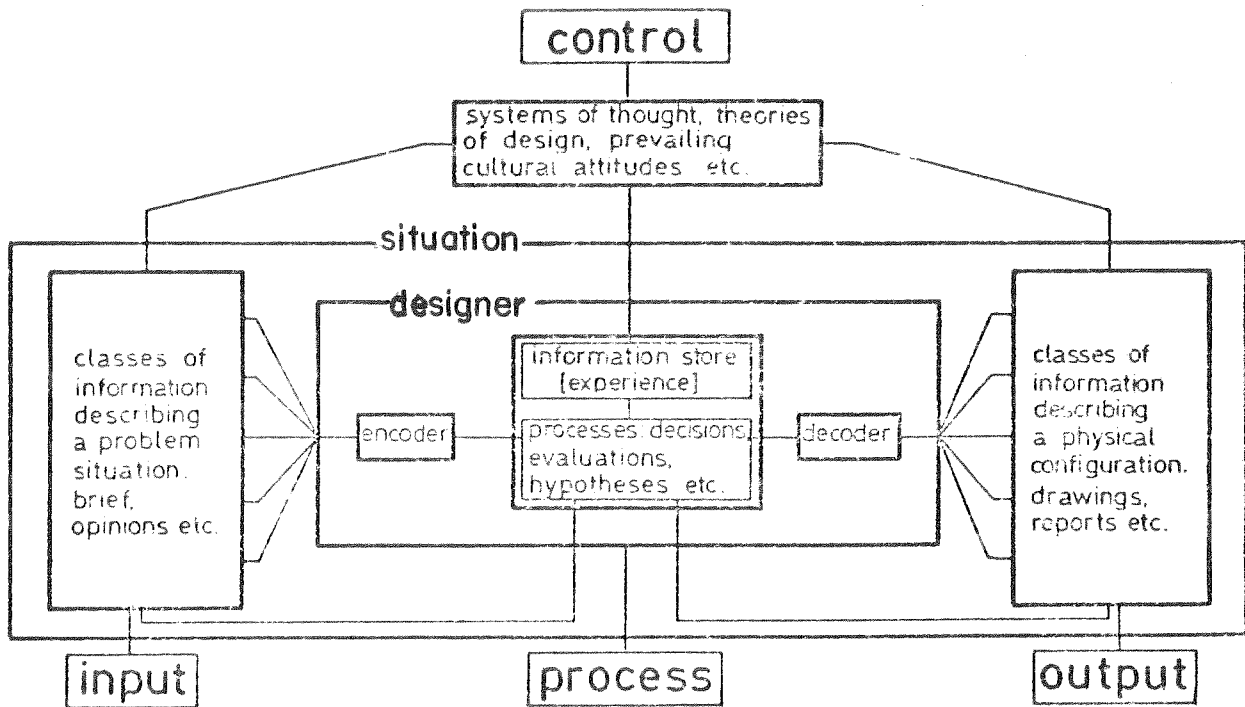 control
systems of thought, theories
of design, prevailing
cultural attitudes etc.
situation
designer
classes of
information
describing
a problem
situation.
brief,
opinions etc.
encoder
information store
[experience]
processes: decisions,
evaluations,
hypotheses etc.
decoder
classes of
information
describing
a physical
configuration.
drawings,
reports etc.
input
process
output